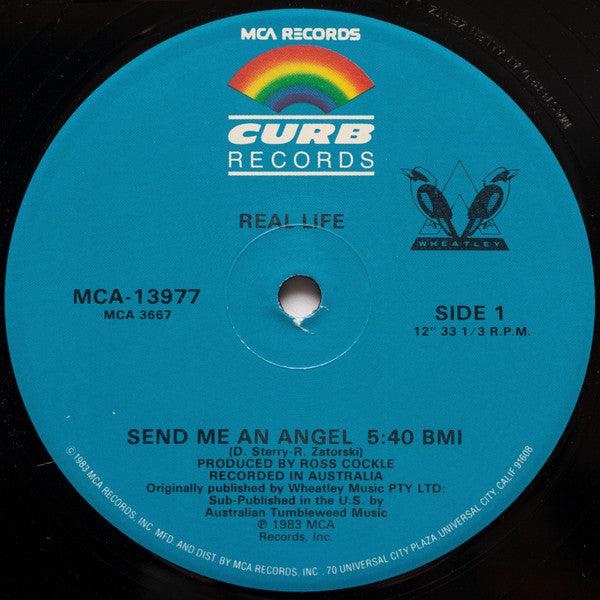 MCA RECORDS
CURB
RECORDS
REAL LIFE
WHEATLEY
MCA-13977
MCA 3667
SIDE 1
12" 33 1/3 R.P.M.
SEND ME AN ANGEL 5:40 BMI
(D. Sterry-R. Zatorski)
PRODUCED BY ROSS COCKLE
RECORDED IN AUSTRALIA
Originally published by Wheatley Music PTY LTD:
Sub-Published in the U.S. by
Australian Tumbleweed Music
℗ 1983 MCA
Records, Inc.
©1983 MCA RECORDS, INC. MFD. AND DIST BY MCA RECORDS, INC., 70 UNIVERSAL CITY PLAZA, UNIVERSAL CITY, CALIF. 91608